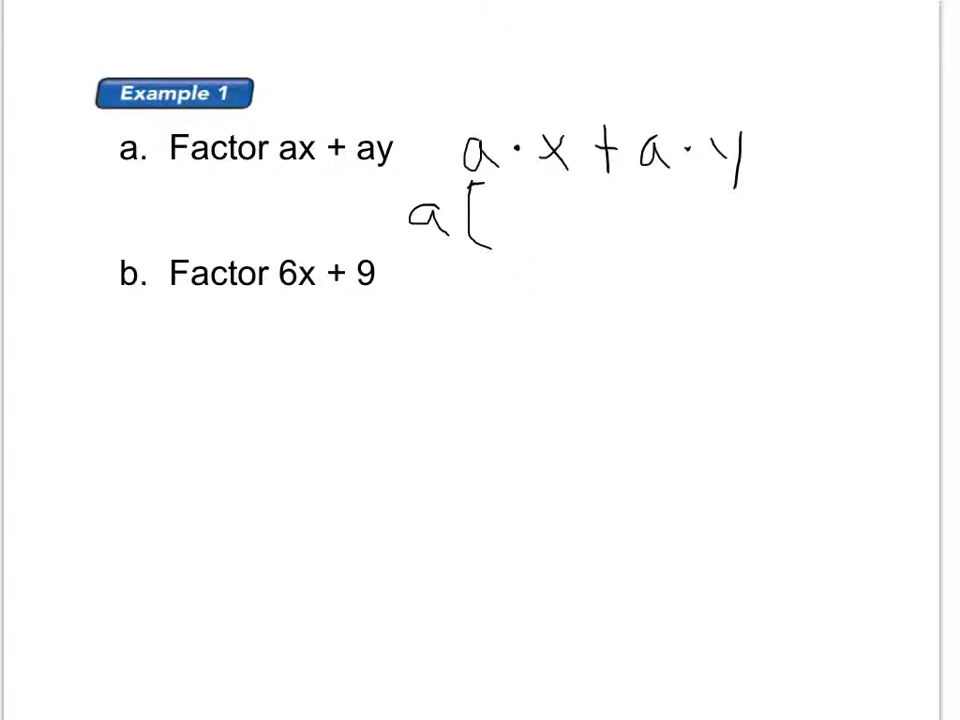 Example 1
a. Factor ax + ay a · x + a · y
a [
b. Factor 6x + 9